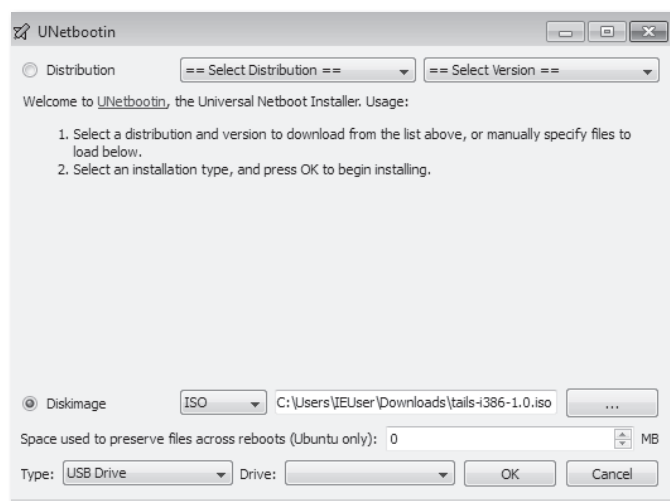 UNetbootin
Distribution == Select Distribution == == Select Version ==
Welcome to UNetbootin, the Universal Netboot Installer. Usage:
1. Select a distribution and version to download from the list above, or manually specify files to
load below.
2. Select an installation type, and press OK to begin installing.
Diskimage ISO C:\Users\IEUser\Downloads\tails-i386-1.0.iso ...
Space used to preserve files across reboots (Ubuntu only): 0 MB
Type: USB Drive Drive: OK Cancel